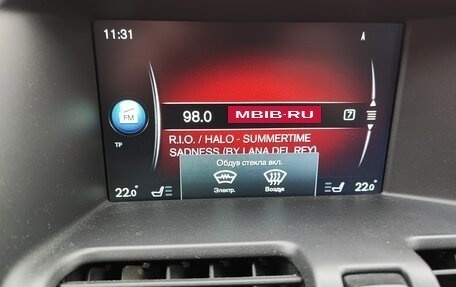 11:31
98.0
MBIB-RU
7
FM
TP
R.I.O. / HALO - SUMMERTIME
SADNESS (BY LANA DEL REY)
Обдув стекла вкл.
Электр.
Воздух
22.0°
22.0°